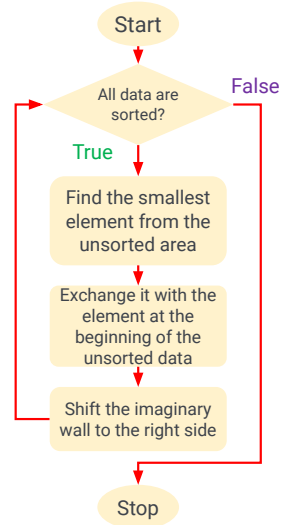 Start
All data are
sorted?
False
True
Find the smallest
element from the
unsorted area
Exchange it with the
element at the
beginning of the
unsorted data
Shift the imaginary
wall to the right side
Stop